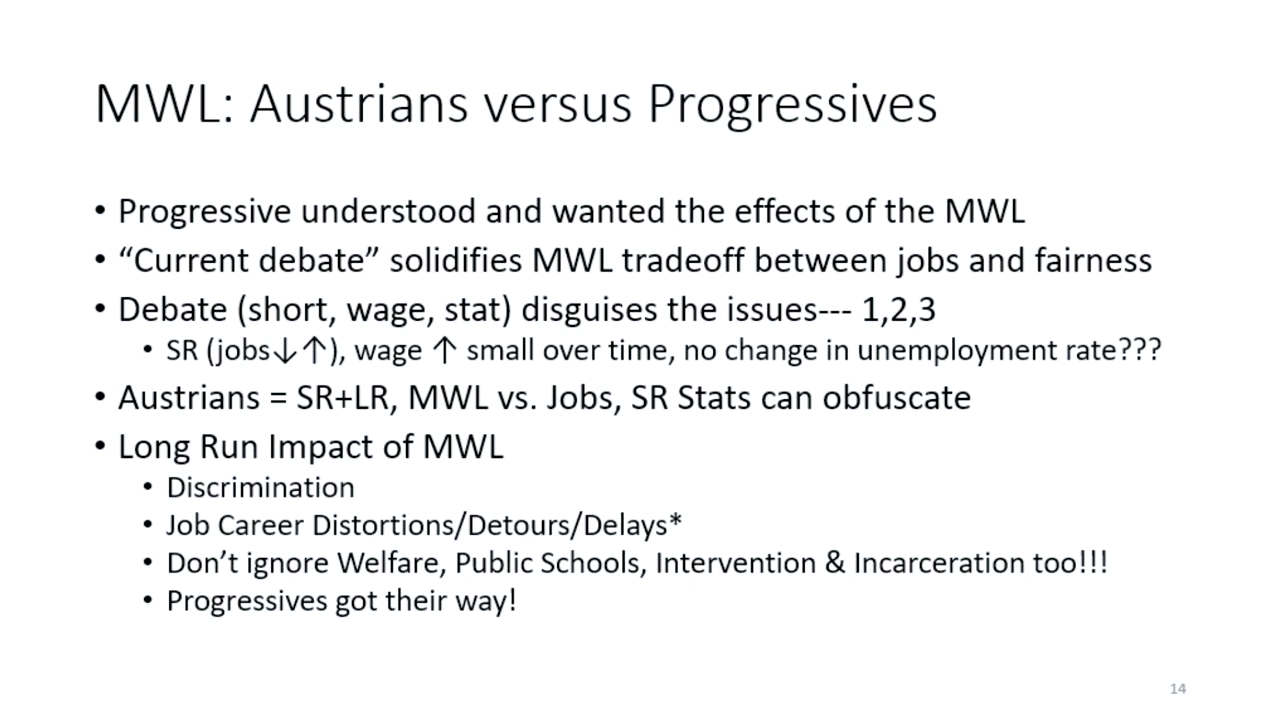 MWL: Austrians versus Progressives
• Progressive understood and wanted the effects of the MWL
• “Current debate” solidifies MWL tradeoff between jobs and fairness
• Debate (short, wage, stat) disguises the issues--- 1,2,3
• SR (jobs↓↑), wage ↑ small over time, no change in unemployment rate???
• Austrians = SR+LR, MWL vs. Jobs, SR Stats can obfuscate
• Long Run Impact of MWL
• Discrimination
• Job Career Distortions/Detours/Delays*
• Don’t ignore Welfare, Public Schools, Intervention & Incarceration too!!!
• Progressives got their way!
14